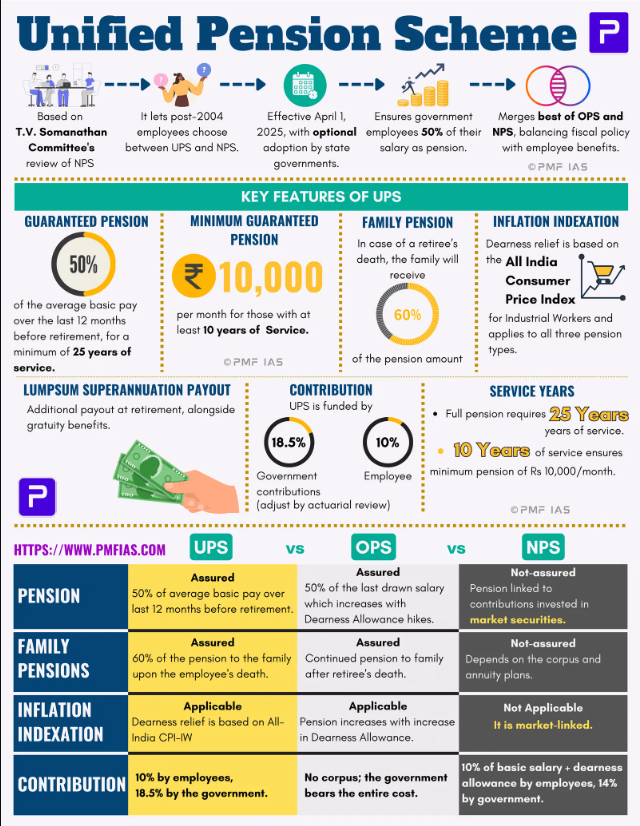 Unified Pension Scheme
P
Based on
T.V. Somanathan
Committee's
review of NPS
It lets post-2004
employees choose
between UPS and NPS.
Effective April 1,
2025, with optional
adoption by state
governments.
Ensures government
employees 50% of their
salary as pension.
Merges best of OPS and
NPS, balancing fiscal policy
with employee benefits.
©PMF IAS
KEY FEATURES OF UPS
GUARANTEED PENSION
50%
of the average basic pay
over the last 12 months
before retirement, for a
minimum of 25 years of
service.
MINIMUM GUARANTEED
PENSION
₹ 10,000
per month for those with at
least 10 years of Service.
©PMF IAS
FAMILY PENSION
In case of a retiree's
death, the family will
receive
60%
of the pension amount
INFLATION INDEXATION
Dearness relief is based on
the All India
Consumer
Price Index
for Industrial Workers and
applies to all three pension
types.
LUMPSUM SUPERANNUATION PAYOUT
Additional payout at retirement, alongside
gratuity benefits.
P
CONTRIBUTION
UPS is funded by
18.5%
Government
contributions
(adjust by actuarial review)
10%
Employee
SERVICE YEARS
• Full pension requires 25 Years
years of service.
• 10 Years of service ensures
minimum pension of Rs 10,000/month.
©PMF IAS
HTTPS://WWW.PMFIAS.COM
UPS vs OPS vs NPS
PENSION
Assured
50% of average basic pay over
last 12 months before retirement.
Assured
50% of the last drawn salary
which increases with
Dearness Allowance hikes.
Not-assured
Pension linked to
contributions invested in
market securities.
FAMILY
PENSIONS
Assured
60% of the pension to the family
upon the employee's death.
Assured
Continued pension to family
after retiree's death.
Not-assured
Depends on the corpus and
annuity plans.
INFLATION
INDEXATION
Applicable
Dearness relief is based on All-
India CPI-IW
Applicable
Pension increases with increase
in Dearness Allowance.
Not Applicable
It is market-linked.
CONTRIBUTION
10% by employees,
18.5% by the government.
No corpus; the government
bears the entire cost.
10% of basic salary + dearness
allowance by employees, 14%
by government.